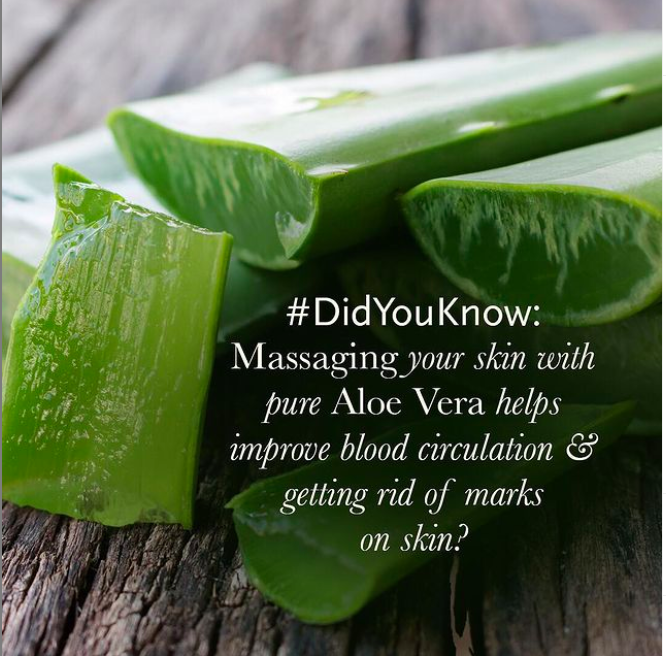 #DidYouKnow:
Massaging your skin with
pure Aloe Vera helps
improve blood circulation &
getting rid of marks
on skin?